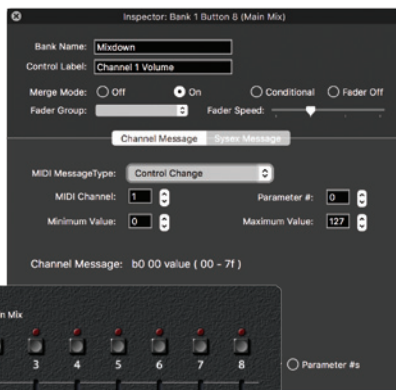 Inspector: Bank 1 Button 8 (Main Mix)
Bank Name: Mixdown
Control Label: Channel 1 Volume
Merge Mode: Off On Conditional Fader Off
Fader Group: Fader Speed:
Channel Message Sysex Message
MIDI MessageType: Control Change
MIDI Channel: 1 Parameter #: 0
Minimum Value: 0 Maximum Value: 127
Channel Message: b0 00 value ( 00 - 7f )
Mix
3 4 5 6 7 8
Parameter #s